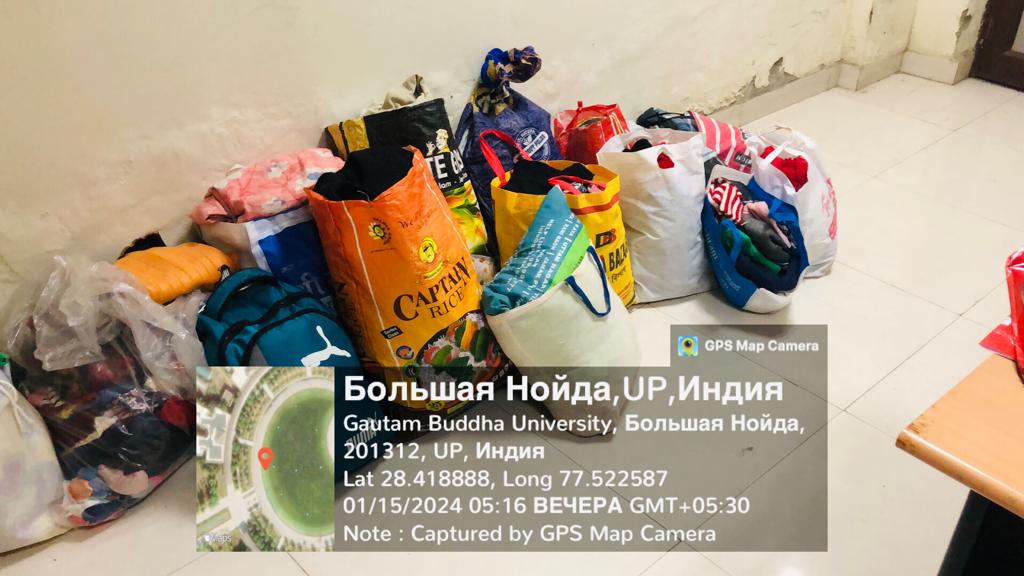 TE B
CAPTAIN
RICE
GPS Map Camera
Большая Нойда,UP,Индия
Gautam Buddha University, Большая Нойда,
201312, UP, Индия
Lat 28.418888, Long 77.522587
01/15/2024 05:16 ВЕЧЕРА GMT+05:30
Note : Captured by GPS Map Camera
Maps